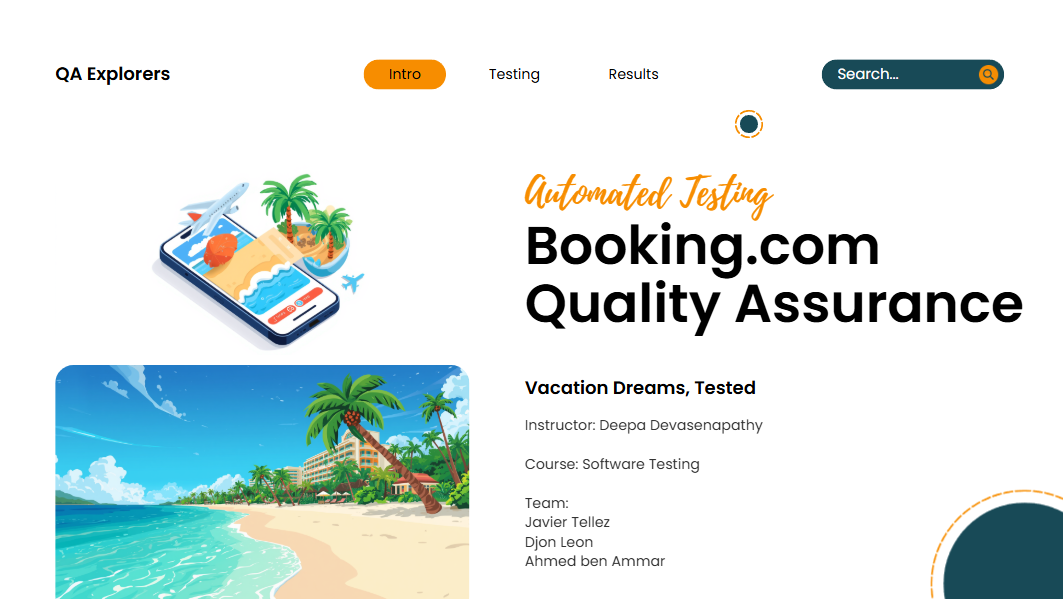 QA Explorers
Intro
Testing
Results
Search...
Automated Testing
Booking.com
Quality Assurance
Vacation Dreams, Tested
Instructor: Deepa Devasenapathy
Course: Software Testing
Team:
Javier Tellez
Djon Leon
Ahmed ben Ammar